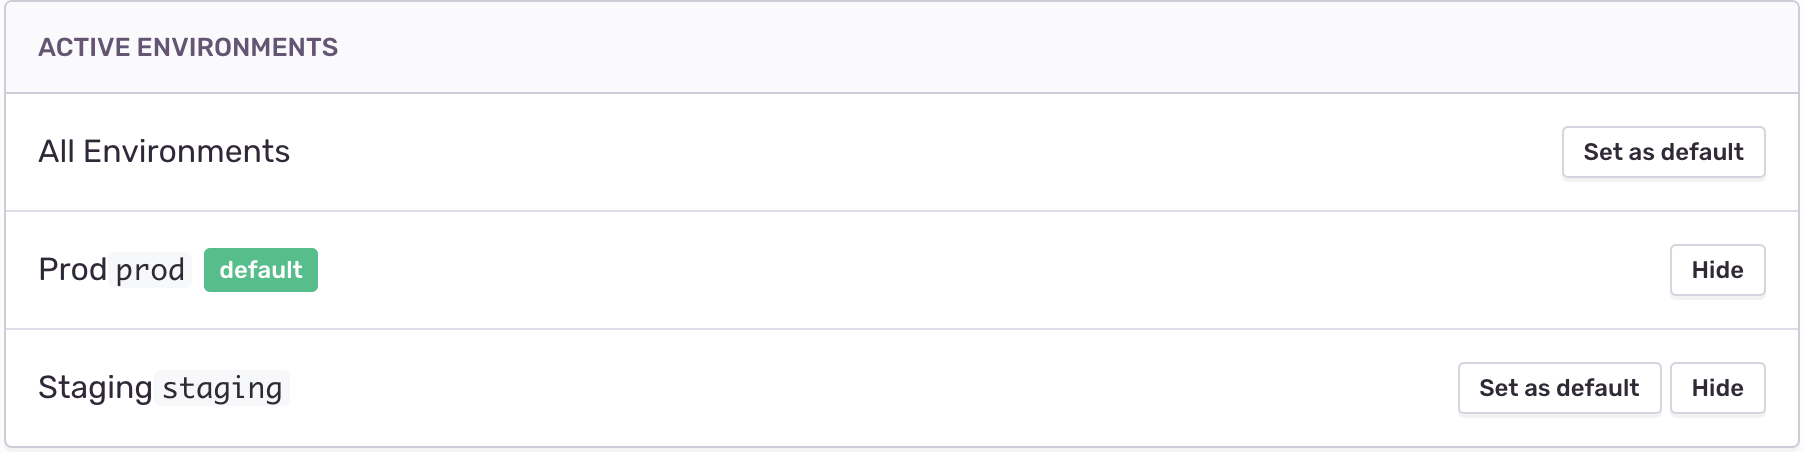 ACTIVE ENVIRONMENTS
All Environments Set as default
Prod prod default Hide
Staging staging Set as default Hide